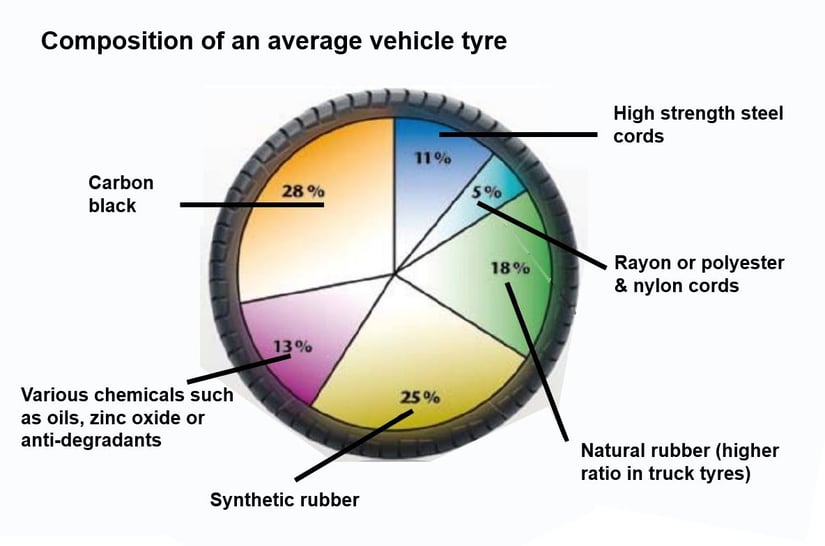 Composition of an average vehicle tyre
High strength steel
cords
11%
28%
5%
Carbon
black
Rayon or polyester
& nylon cords
18%
13%
Various chemicals such
as oils, zinc oxide or
anti-degradants
25%
Natural rubber (higher
ratio in truck tyres)
Synthetic rubber